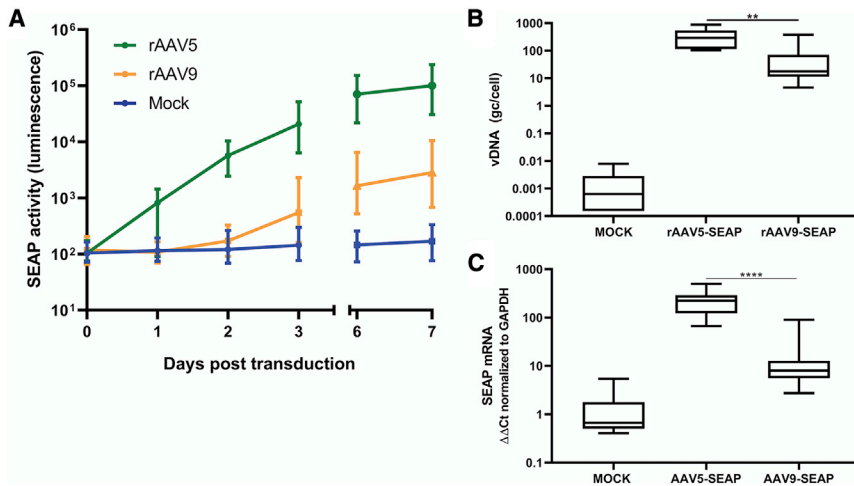 A
SEAP activity (luminescence)
10⁶
10⁵
10⁴
10³
10²
10¹
rAAV5
rAAV9
Mock
0
1
2
3
6
7
Days post transduction
B
**
vDNA (gc/cell)
1000
100
10
1
0.1
0.01
0.001
0.0001
MOCK
rAAV5-SEAP
rAAV9-SEAP
C
****
SEAP mRNA
ΔΔCt normalized to GAPDH
1000
100
10
1
0.1
MOCK
AAV5-SEAP
AAV9-SEAP